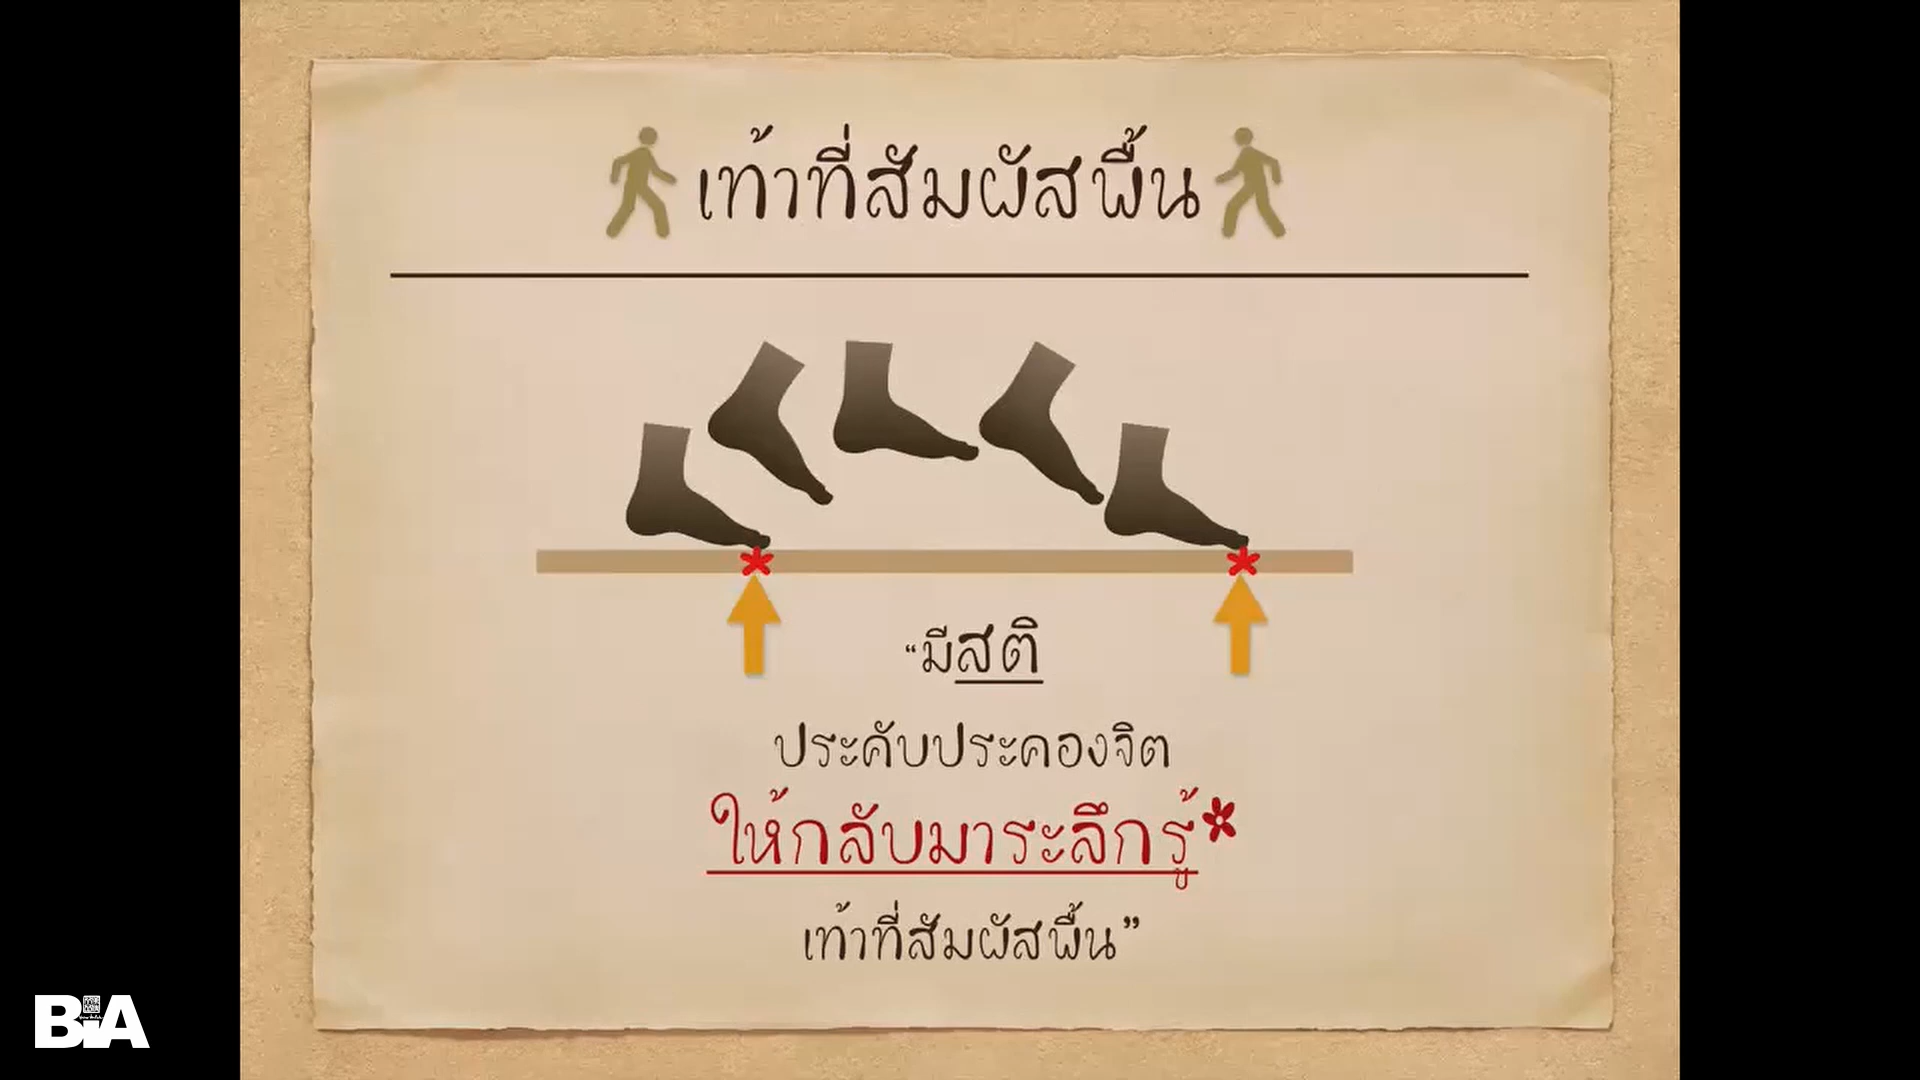 เท้าที่สัมผัสพื้น
“มีสติ
ประคับประคองจิต
ให้กลับมาระลึกรู้*
เท้าที่สัมผัสพื้น”
BIA